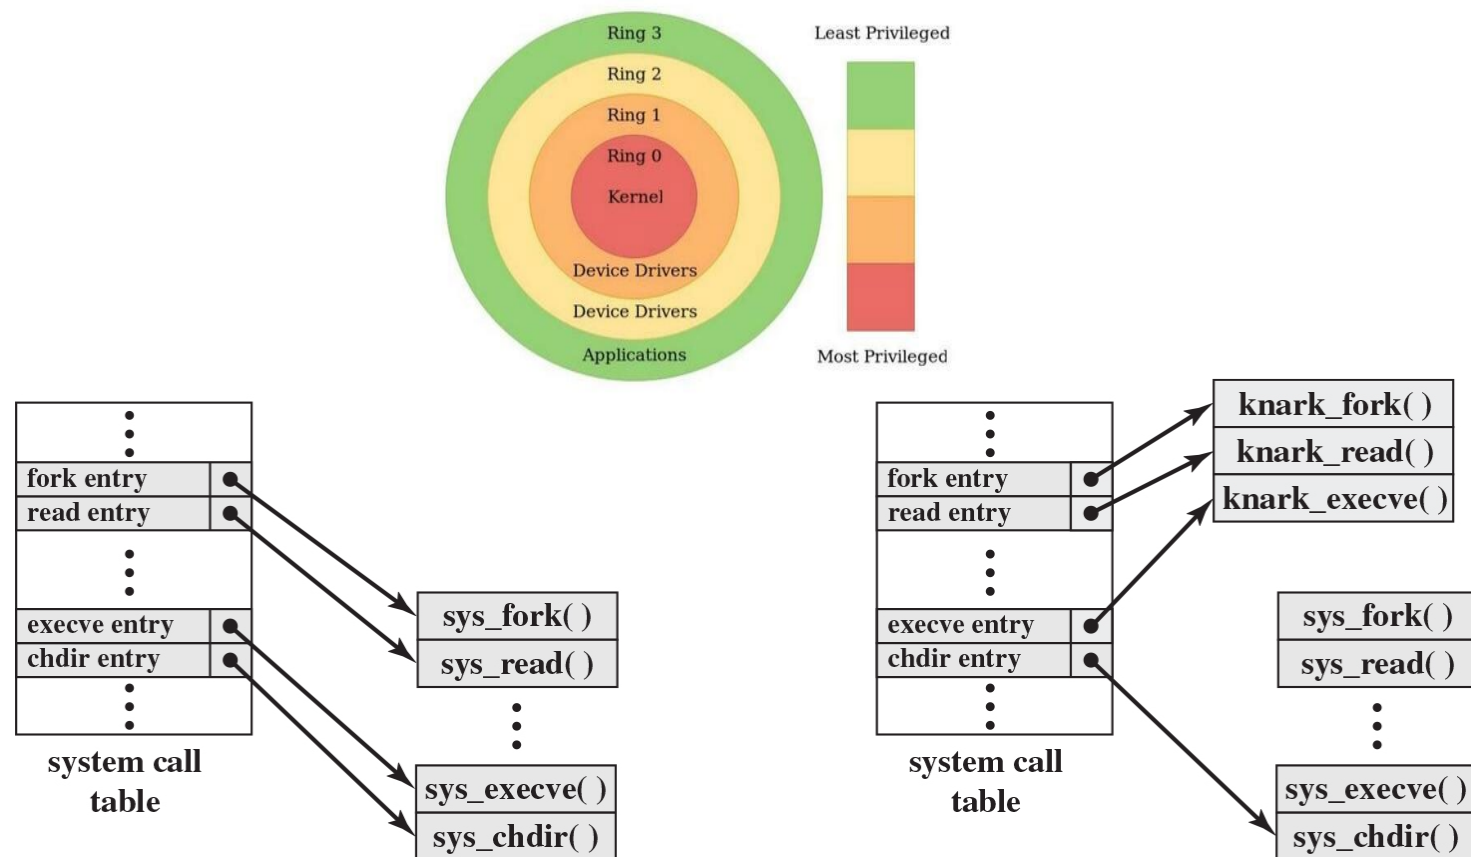 Ring 3
Ring 2
Ring 1
Ring 0
Kernel
Device Drivers
Device Drivers
Applications
Least Privileged
Most Privileged
fork entry
read entry
execve entry
chdir entry
system call
table
sys_fork( )
sys_read( )
sys_execve( )
sys_chdir( )
fork entry
read entry
execve entry
chdir entry
system call
table
knark_fork( )
knark_read( )
knark_execve( )
sys_fork( )
sys_read( )
sys_execve( )
sys_chdir( )